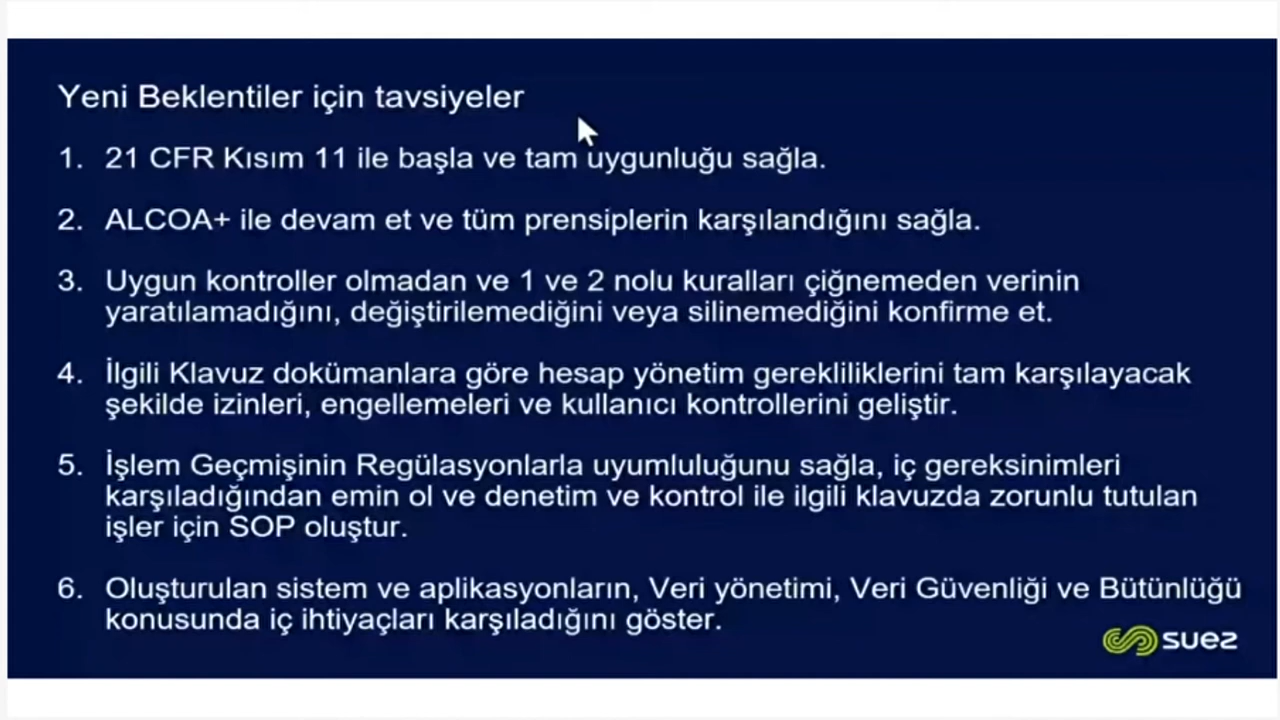 Yeni Beklentiler için tavsiyeler
1. 21 CFR Kısım 11 ile başla ve tam uygunluğu sağla.
2. ALCOA+ ile devam et ve tüm prensiplerin karşılandığını sağla.
3. Uygun kontroller olmadan ve 1 ve 2 nolu kuralları çiğnemeden verinin
yaratılamadığını, değiştirilemediğini veya silinemediğini konfirme et.
4. İlgili Klavuz dokümanlara göre hesap yönetim gerekliliklerini tam karşılayacak
şekilde izinleri, engellemeleri ve kullanıcı kontrollerini geliştir.
5. İşlem Geçmişinin Regülasyonlarla uyumluluğunu sağla, iç gereksinimleri
karşıladığından emin ol ve denetim ve kontrol ile ilgili klavuzda zorunlu tutulan
işler için SOP oluştur.
6. Oluşturulan sistem ve aplikasyonların, Veri yönetimi, Veri Güvenliği ve Bütünlüğü
konusunda iç ihtiyaçları karşıladığını göster.
suez